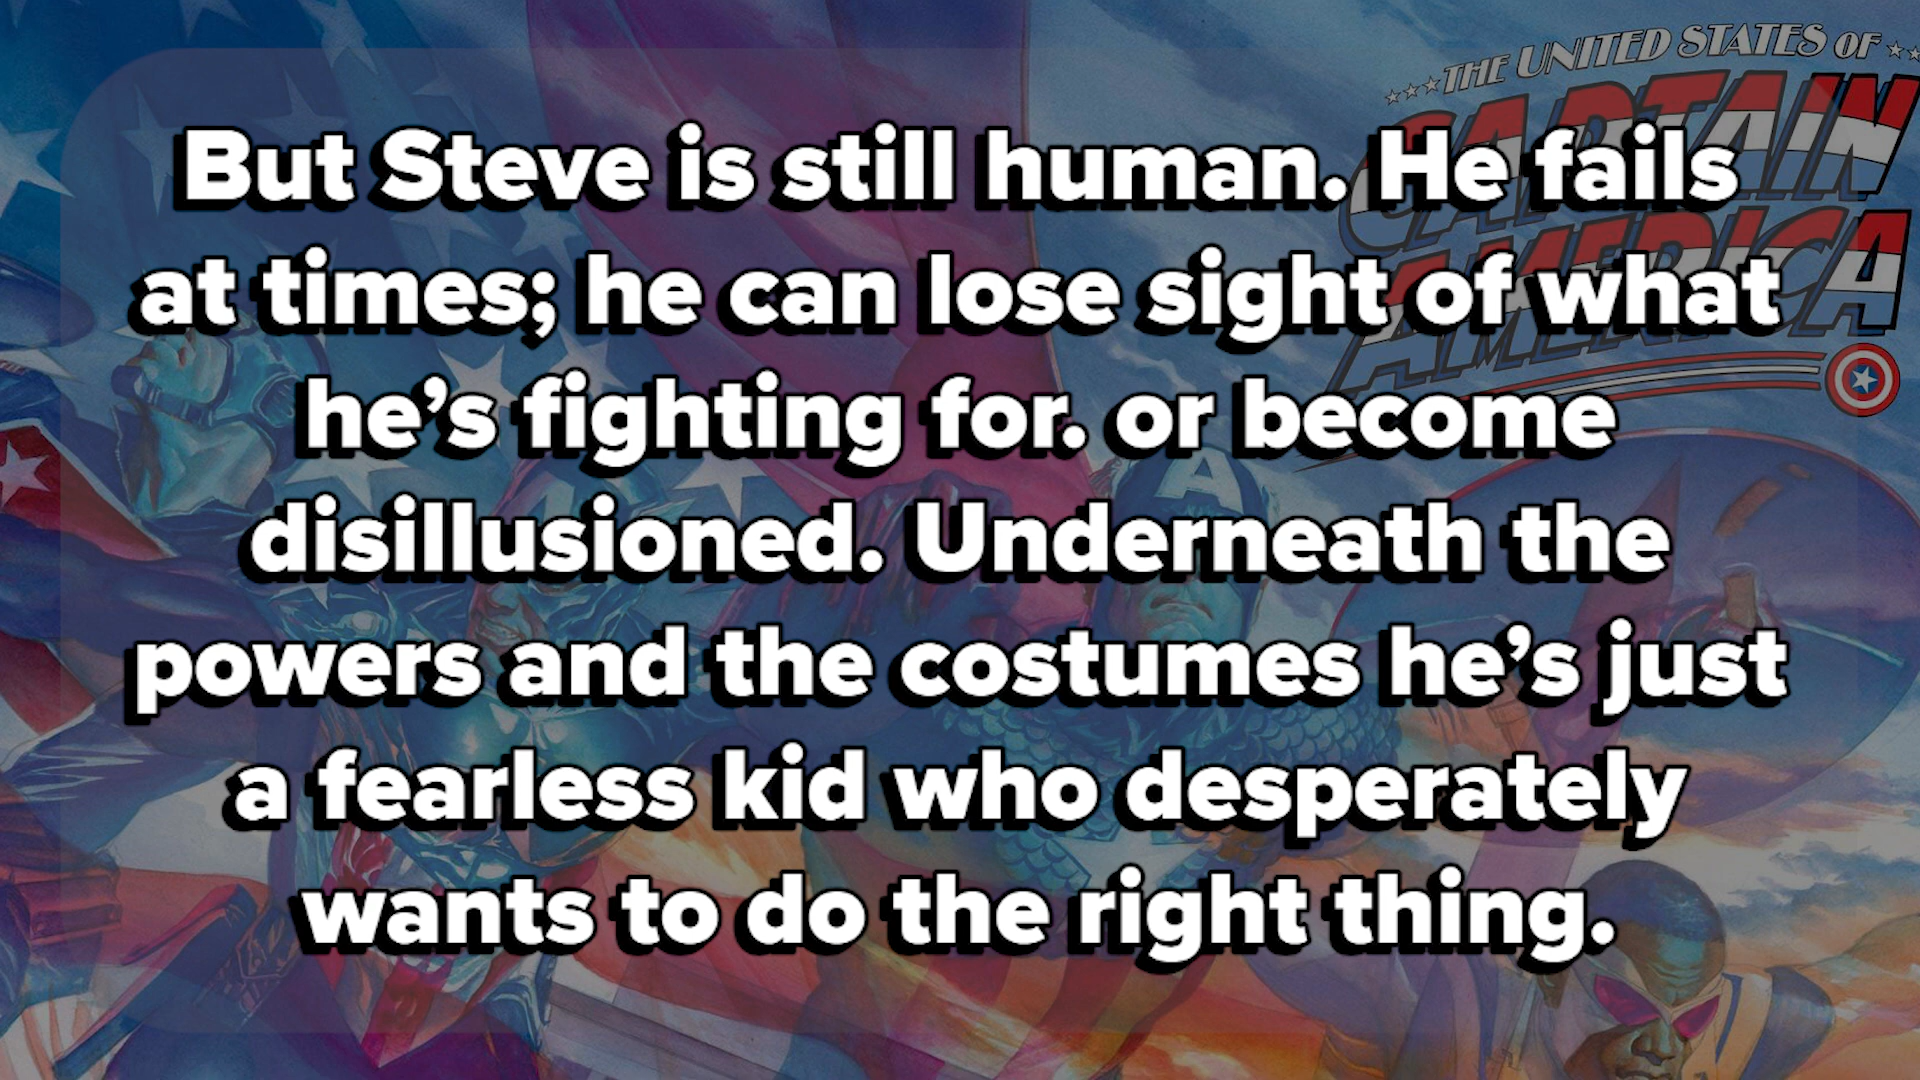 THE UNITED STATES OF
CAPTAIN
AMERICA
But Steve is still human. He fails
at times; he can lose sight of what
he’s fighting for. or become
disillusioned. Underneath the
powers and the costumes he’s just
a fearless kid who desperately
wants to do the right thing.
A